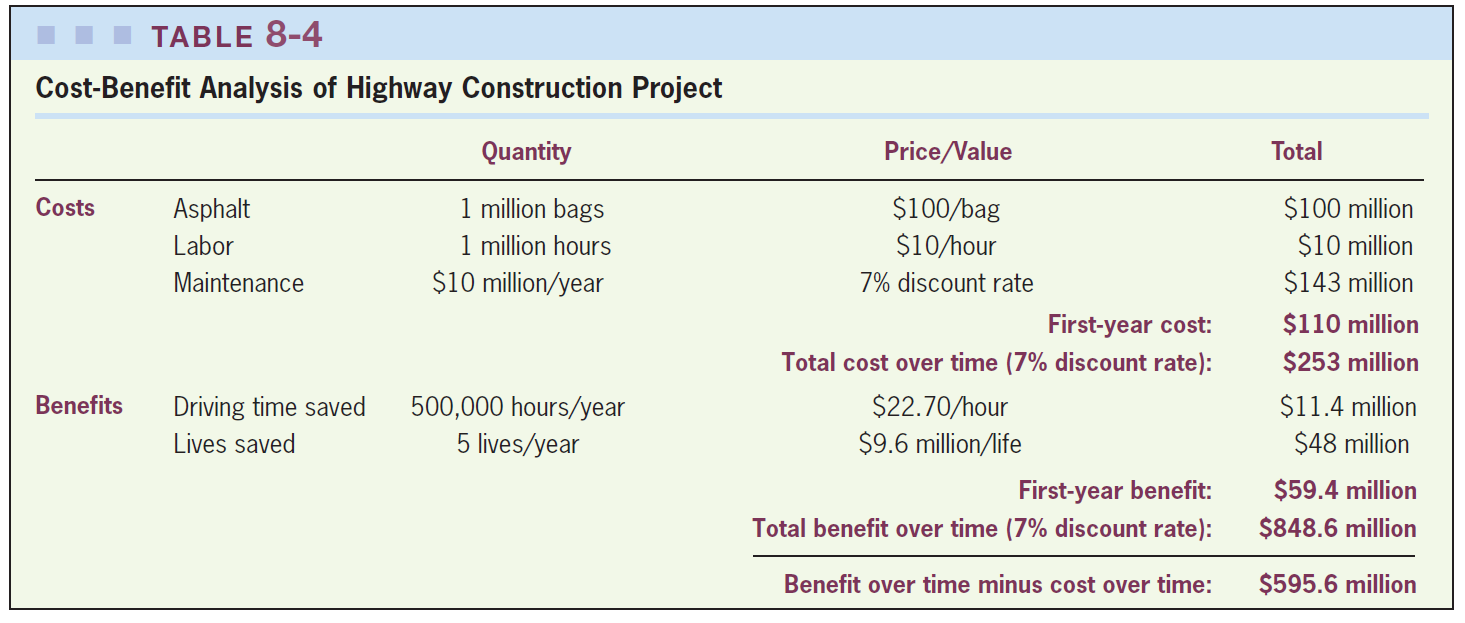 TABLE 8-4
Cost-Benefit Analysis of Highway Construction Project
Quantity Price/Value Total
Costs Asphalt 1 million bags $100/bag $100 million
Labor 1 million hours $10/hour $10 million
Maintenance $10 million/year 7% discount rate $143 million
First-year cost: $110 million
Total cost over time (7% discount rate): $253 million
Benefits Driving time saved 500,000 hours/year $22.70/hour $11.4 million
Lives saved 5 lives/year $9.6 million/life $48 million
First-year benefit: $59.4 million
Total benefit over time (7% discount rate): $848.6 million
Benefit over time minus cost over time: $595.6 million